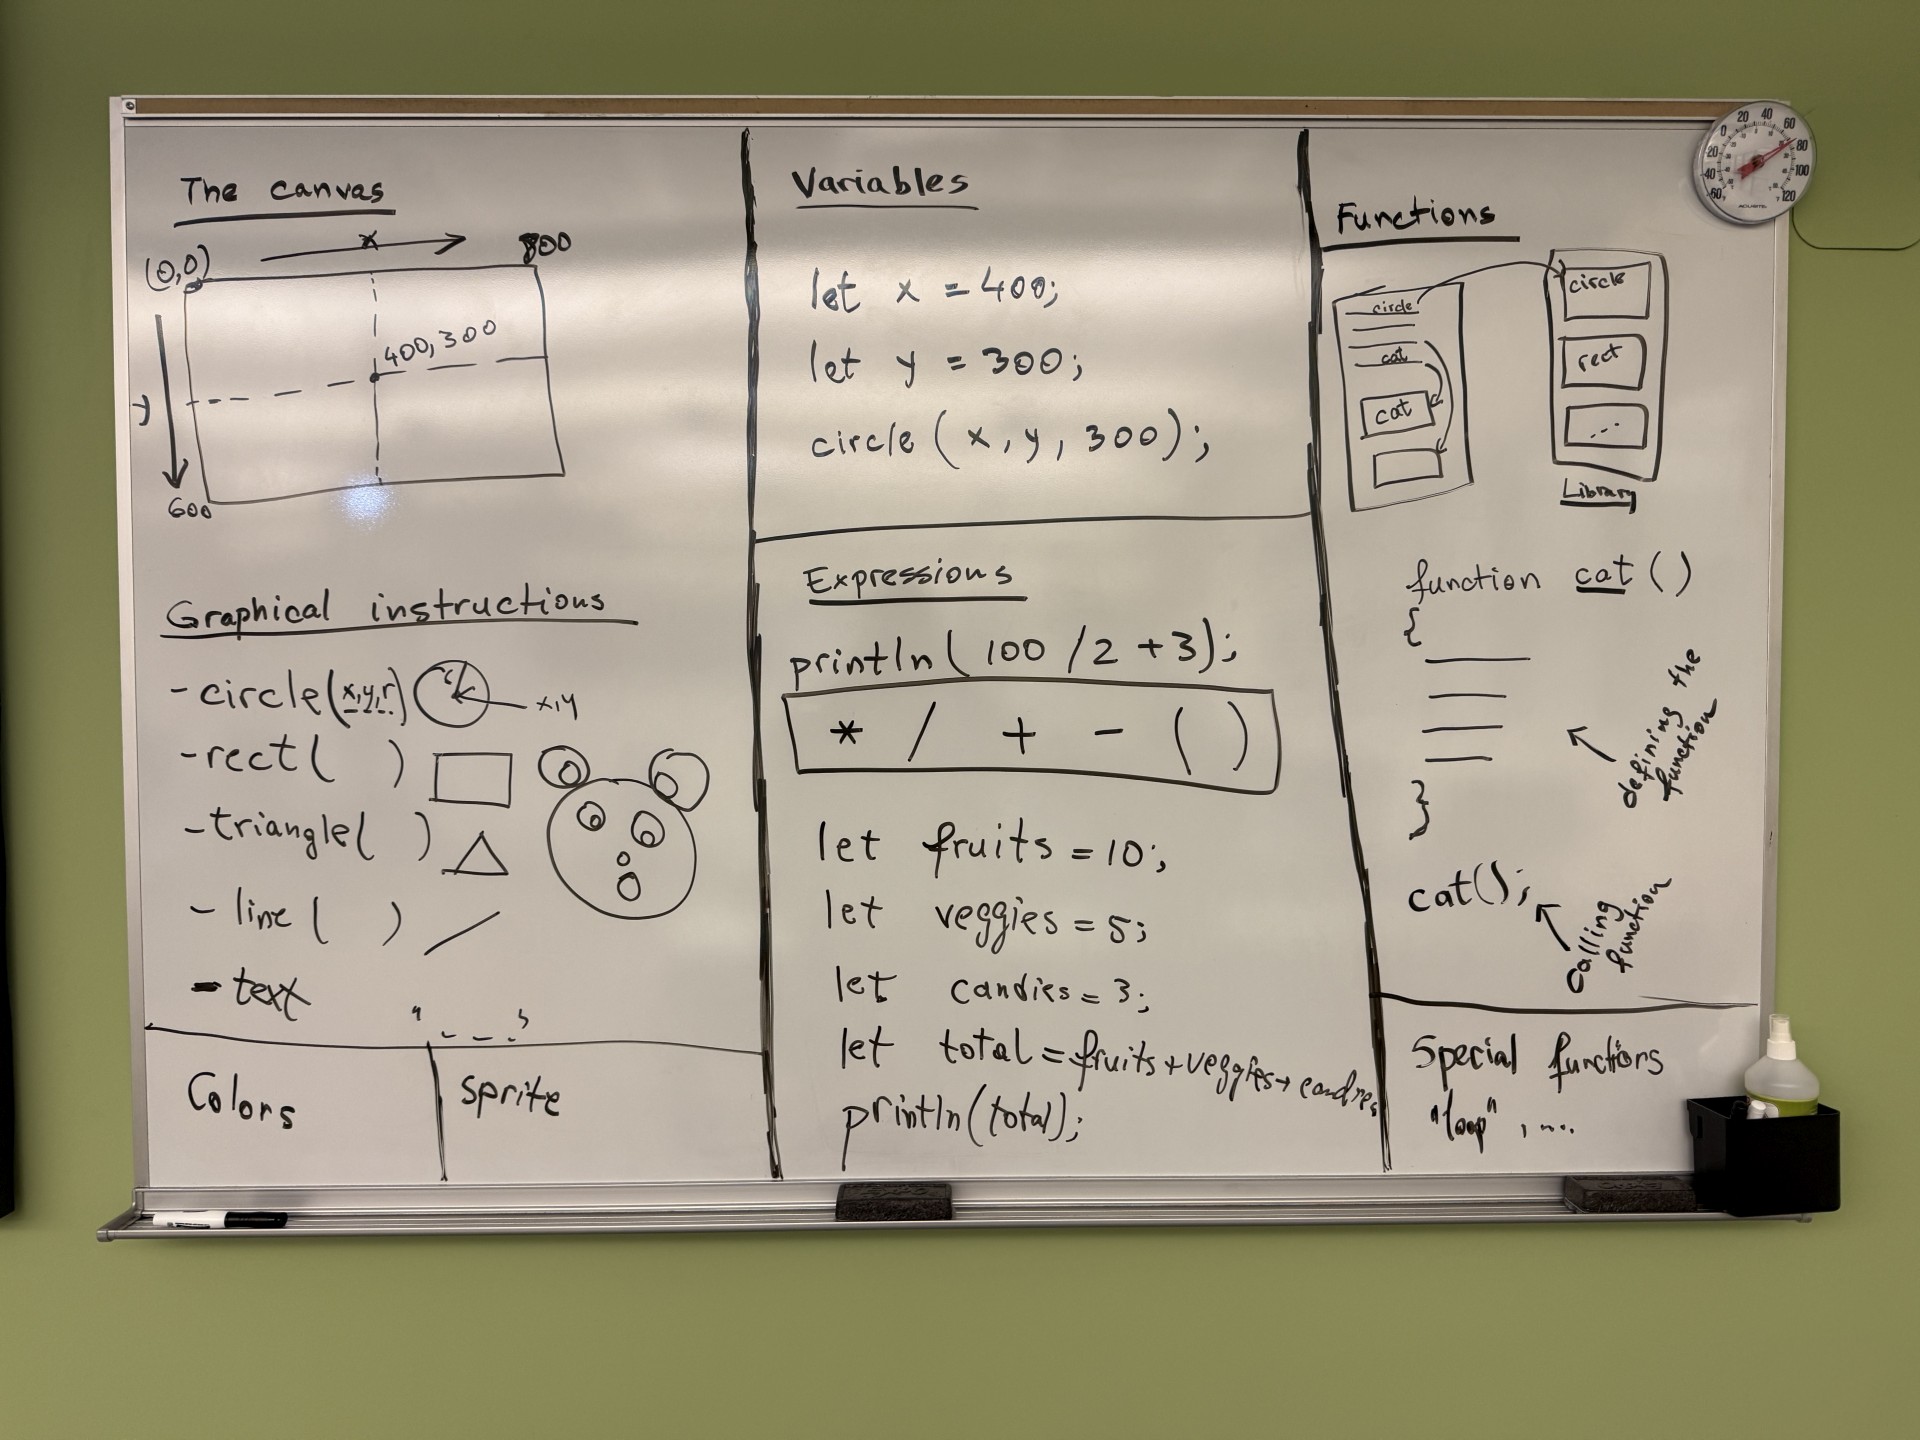 The canvas
x
800
(0,0)
400,300
y
600
Graphical instructions
-circle(x,y,r)
r
x,y
-rect( )
-triangle( )
- line ( )
- text
Colors
sprite
Variables
let x = 400;
let y = 300;
circle ( x, y, 300);
Expressions
println( 100 /2 +3);
* / + - ( )
let fruits = 10;
let veggies = 5;
let candies = 3;
let total = fruits + veggies + candies
println(total);
Functions
circle
cat
cat
circle
rect
...
Library
function cat ()
{
}
defining the
function
cat();
calling
function
Special functions
"loop" , ....
20 40 60 80 100 120
0
20
40
60
ACURITE